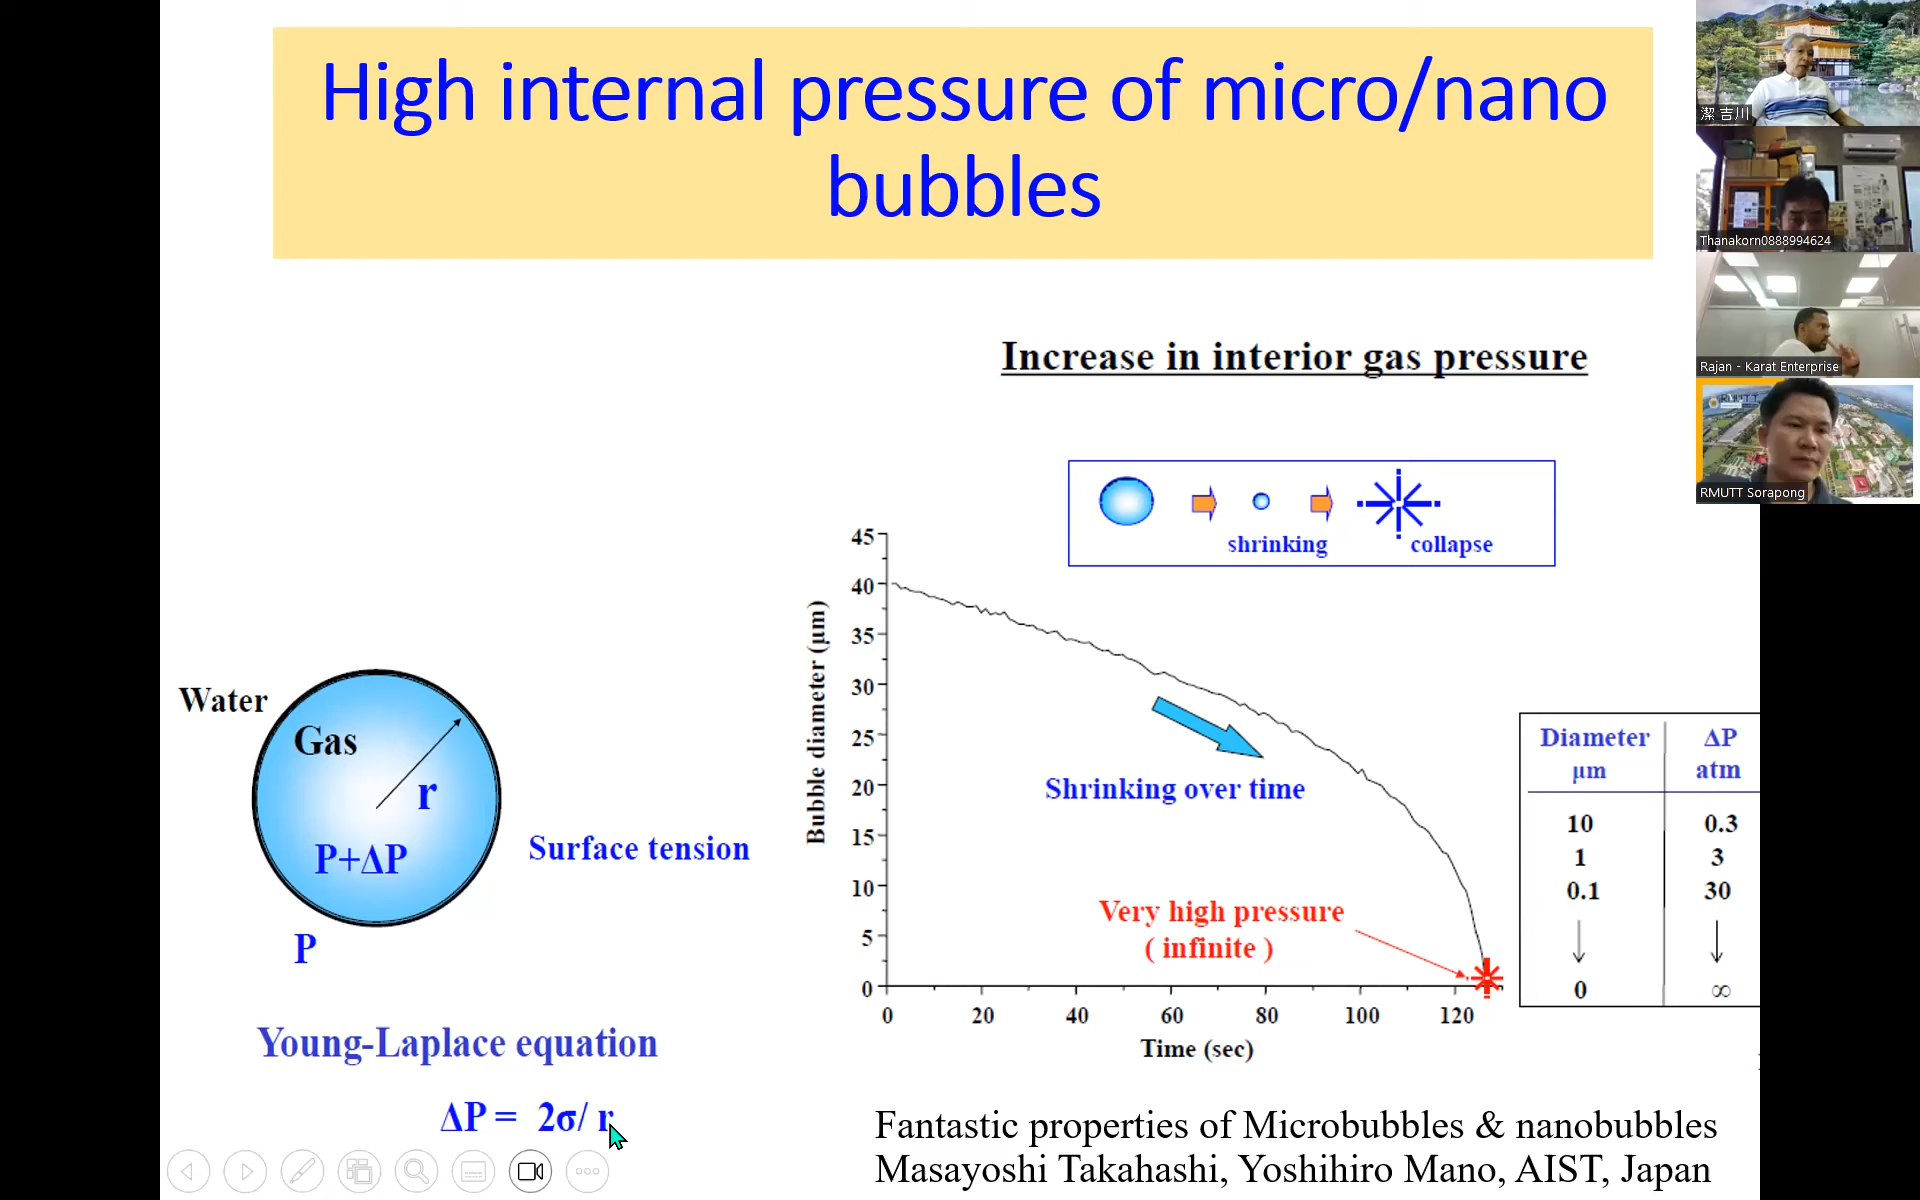 High internal pressure of micro/nano
bubbles
Increase in interior gas pressure
shrinking
collapse
45
40
35
30
25
20
15
10
5
0
Bubble diameter (μm)
Shrinking over time
Very high pressure
( infinite )
0 20 40 60 80 100 120
Time (sec)
Diameter ΔP
μm atm
10 0.3
1 3
0.1 30
0 ∞
Water
Gas
r
P+ΔP
Surface tension
P
Young-Laplace equation
ΔP = 2σ/ r
Fantastic properties of Microbubbles & nanobubbles
Masayoshi Takahashi, Yoshihiro Mano, AIST, Japan
潔 吉川
Thanakorn0888994624
Rajan - Karat Enterprise
RMUTT
RMUTT Sorapong